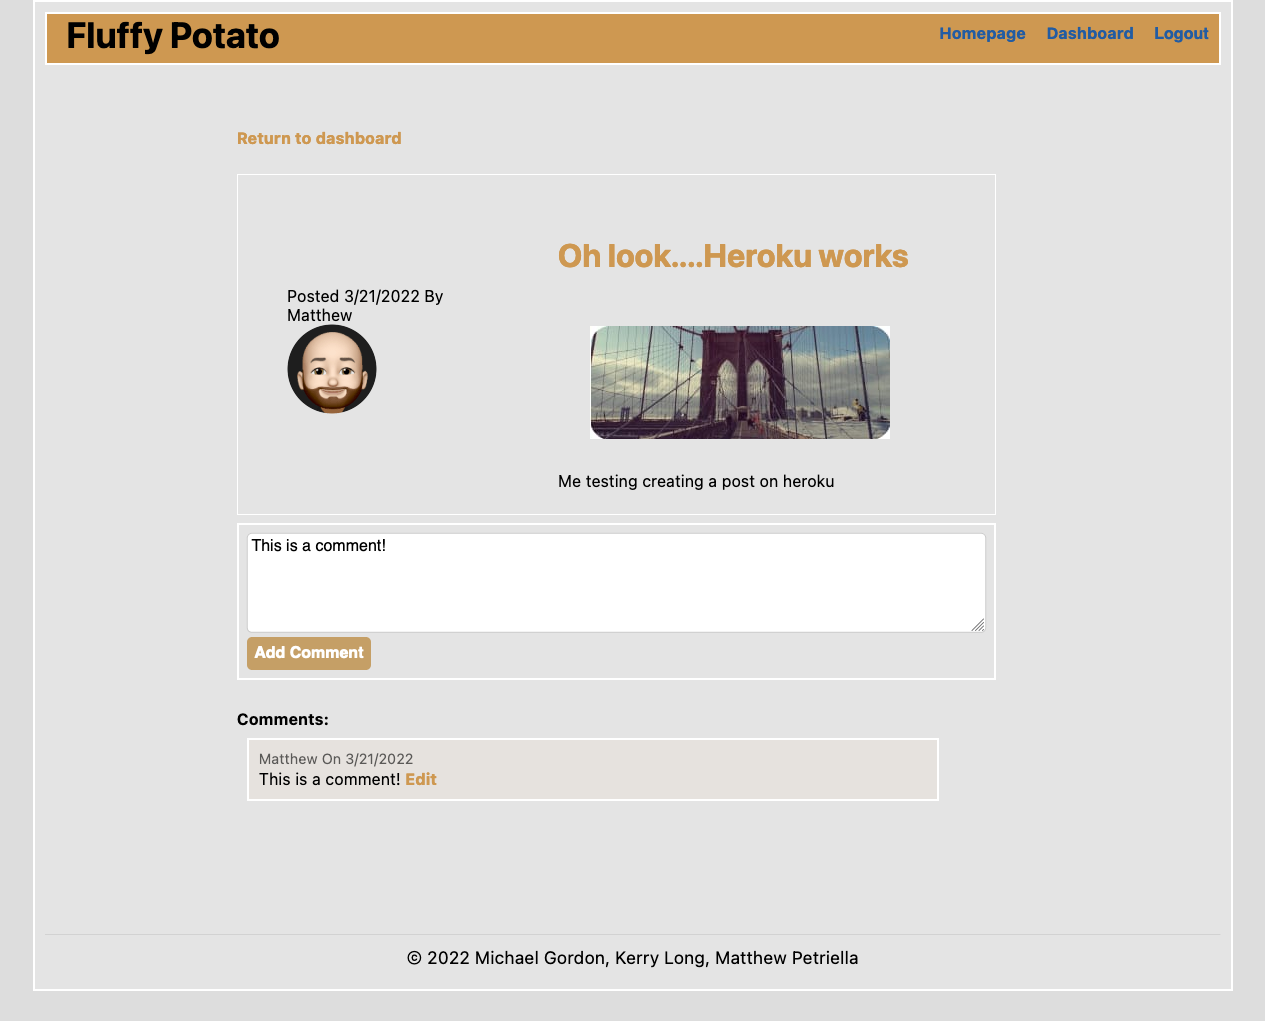 Fluffy Potato
Homepage Dashboard Logout
Return to dashboard
Oh look....Heroku works
Posted 3/21/2022 By
Matthew
Me testing creating a post on heroku
This is a comment!
Add Comment
Comments:
Matthew On 3/21/2022
This is a comment! Edit
© 2022 Michael Gordon, Kerry Long, Matthew Petriella